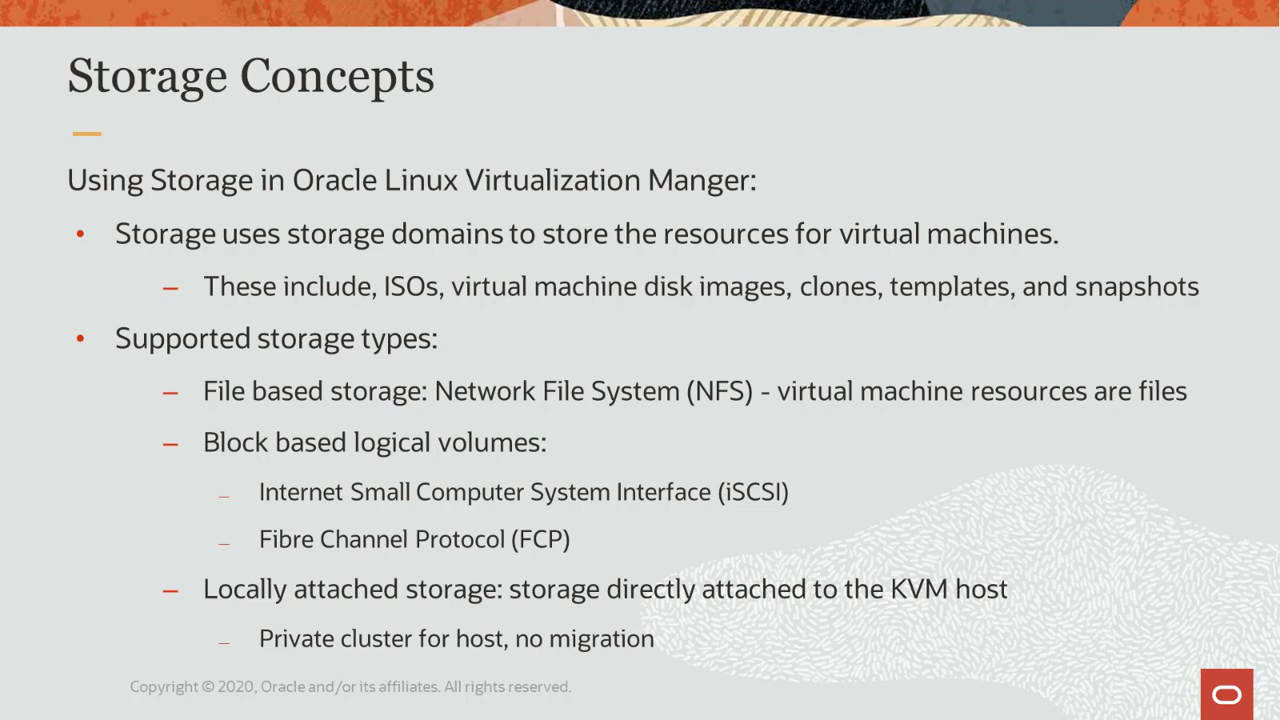 Storage Concepts
Using Storage in Oracle Linux Virtualization Manger:
• Storage uses storage domains to store the resources for virtual machines.
– These include, ISOs, virtual machine disk images, clones, templates, and snapshots
• Supported storage types:
– File based storage: Network File System (NFS) - virtual machine resources are files
– Block based logical volumes:
– Internet Small Computer System Interface (iSCSI)
– Fibre Channel Protocol (FCP)
– Locally attached storage: storage directly attached to the KVM host
– Private cluster for host, no migration
Copyright © 2020, Oracle and/or its affiliates. All rights reserved.